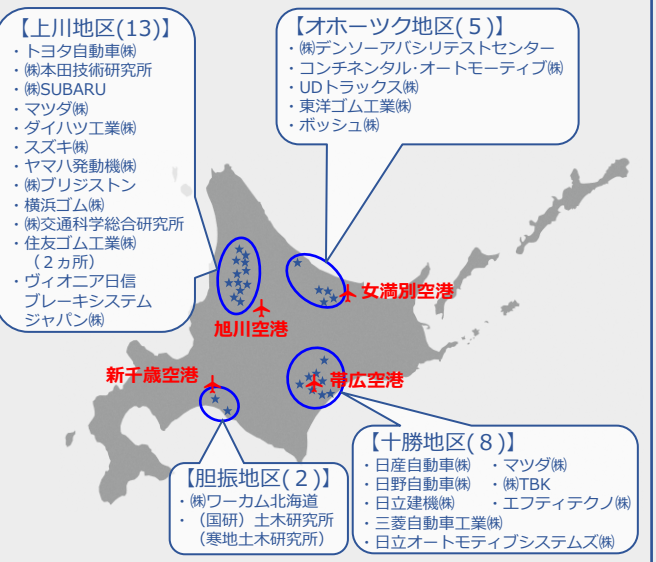 【上川地区(13)】
・トヨタ自動車㈱
・㈱本田技術研究所
・㈱SUBARU
・マツダ㈱
・ダイハツ工業㈱
・スズキ㈱
・ヤマハ発動機㈱
・㈱ブリジストン
・横浜ゴム㈱
・㈱交通科学総合研究所
・住友ゴム工業㈱
（２ヵ所）
・ヴィオニア日信
ブレーキシステム
ジャパン㈱
【オホーツク地区(５)】
・㈱デンソーアバシリテストセンター
・コンチネンタル･オートモーティブ㈱
・UDトラックス㈱
・東洋ゴム工業㈱
・ボッシュ㈱
女満別空港
旭川空港
新千歳空港
帯広空港
【胆振地区(２)】
・㈱ワーカム北海道
・（国研）土木研究所
（寒地土木研究所）
【十勝地区(８)】
・日産自動車㈱ ・マツダ㈱
・日野自動車㈱ ・㈱TBK
・日立建機㈱ ・エフティテクノ㈱
・三菱自動車工業㈱
・日立オートモティブシステムズ㈱